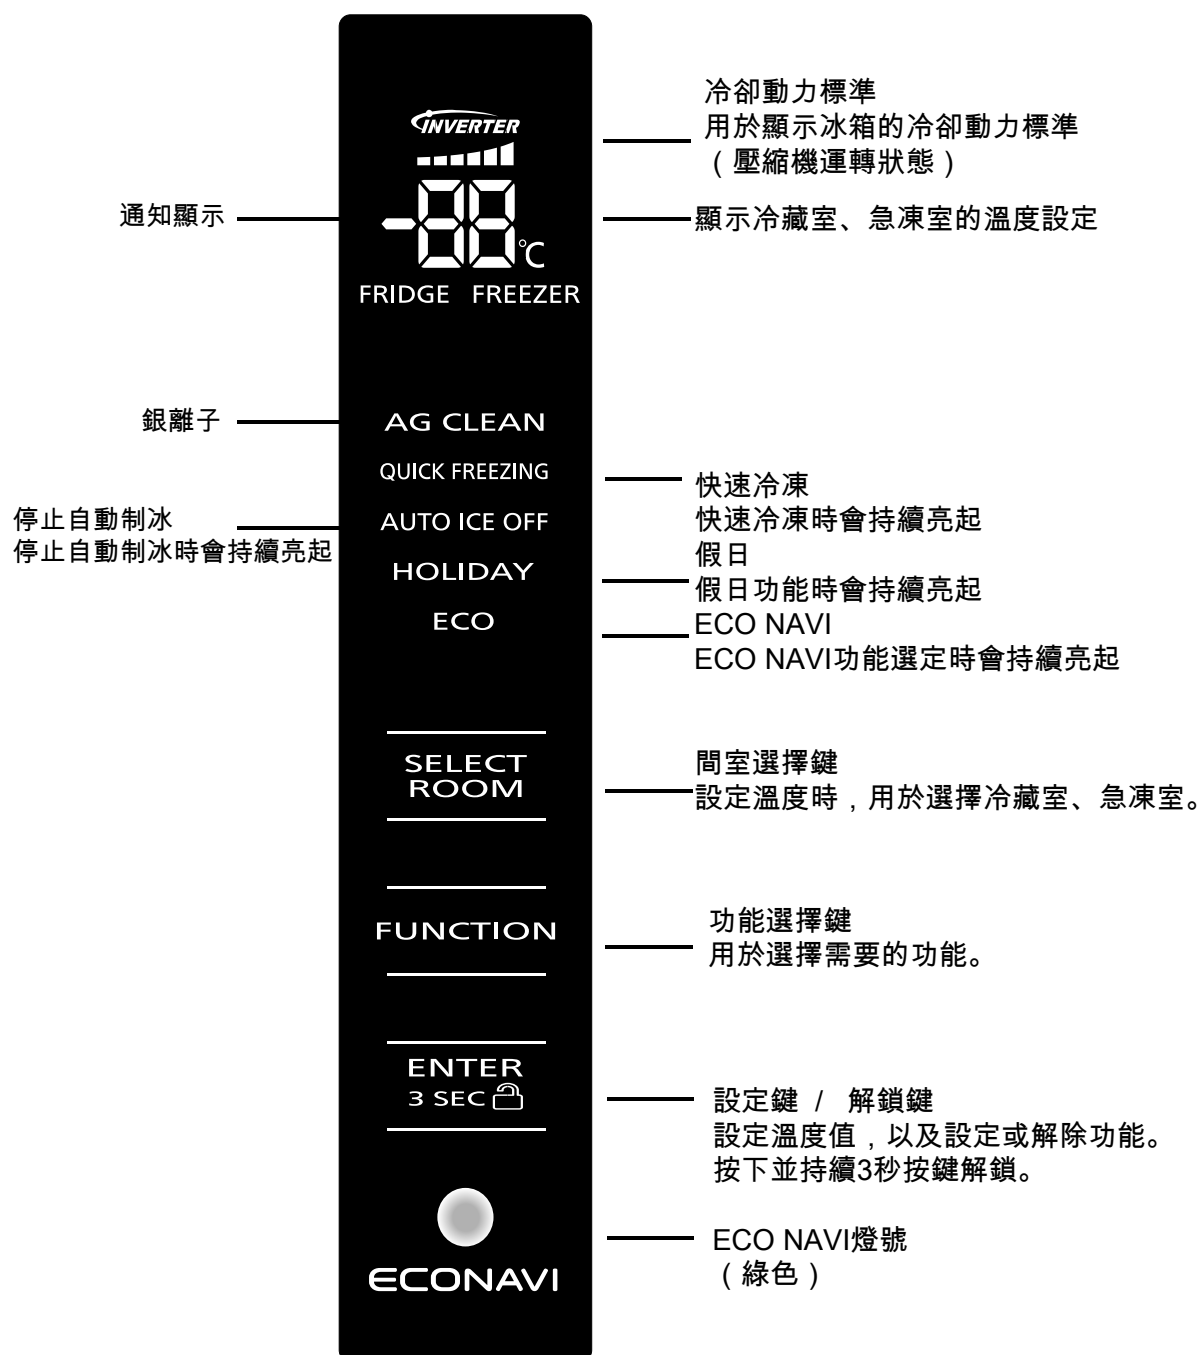 INVERTER
冷卻動力標準
用於顯示冰箱的冷卻動力標準
（壓縮機運轉狀態）
通知顯示
-88°C
顯示冷藏室、急凍室的溫度設定
FRIDGE FREEZER
銀離子
AG CLEAN
QUICK FREEZING
快速冷凍
快速冷凍時會持續亮起
停止自動制冰
停止自動制冰時會持續亮起
AUTO ICE OFF
HOLIDAY
假日
假日功能時會持續亮起
ECO
ECO NAVI
ECO NAVI功能選定時會持續亮起
SELECT
ROOM
間室選擇鍵
設定溫度時，用於選擇冷藏室、急凍室。
FUNCTION
功能選擇鍵
用於選擇需要的功能。
ENTER
3 SEC
設定鍵 / 解鎖鍵
設定溫度值，以及設定或解除功能。
按下並持續3秒按鍵解鎖。
ECONAVI
ECO NAVI燈號
（綠色）